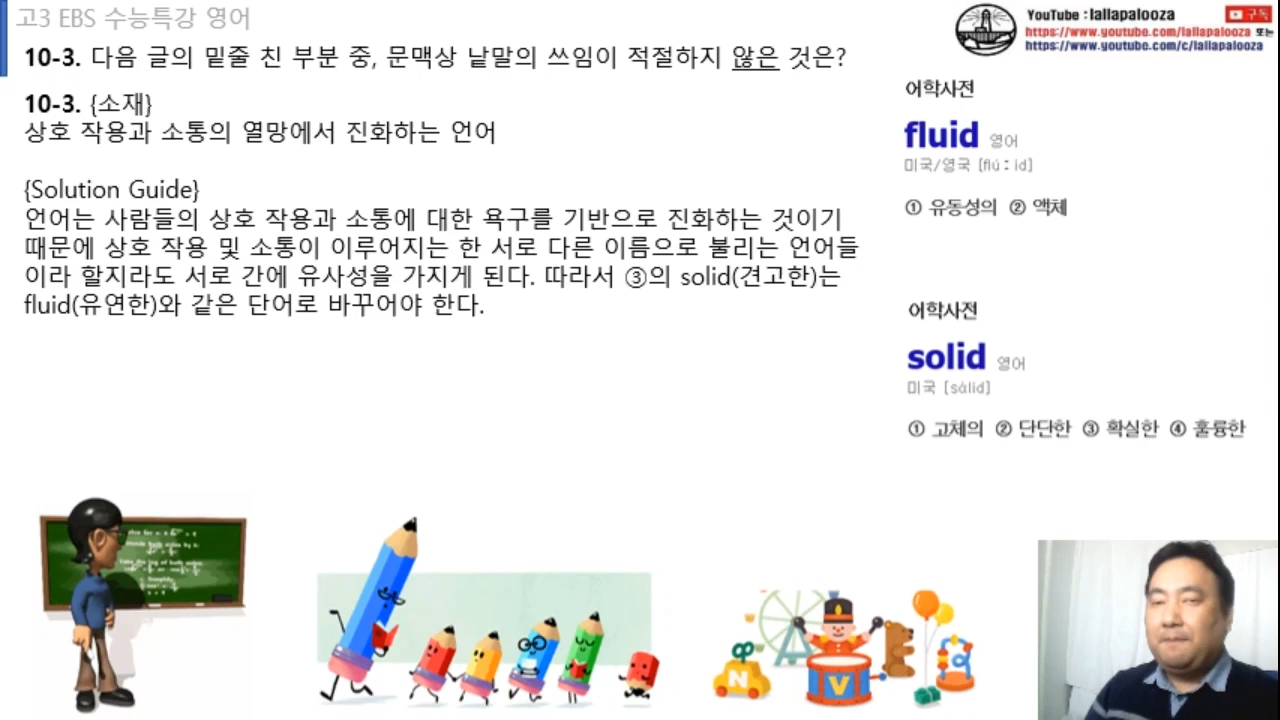 고3 EBS 수능특강 영어
10-3. 다음 글의 밑줄 친 부분 중, 문맥상 낱말의 쓰임이 적절하지 않은 것은?
10-3. {소재}
상호 작용과 소통의 열망에서 진화하는 언어
{Solution Guide}
언어는 사람들의 상호 작용과 소통에 대한 욕구를 기반으로 진화하는 것이기
때문에 상호 작용 및 소통이 이루어지는 한 서로 다른 이름으로 불리는 언어들
이라 할지라도 서로 간에 유사성을 가지게 된다. 따라서 ③의 solid(견고한)는
fluid(유연한)와 같은 단어로 바꾸어야 한다.
YouTube : lallapalooza
구독
https://www.youtube.com/lallapalooza 또는
https://www.youtube.com/c/lallapalooza
어학사전
fluid 영어
미국/영국 [flúːid]
① 유동성의 ② 액체
어학사전
solid 영어
미국 [sálid]
① 고체의 ② 단단한 ③ 확실한 ④ 훌륭한
N
V